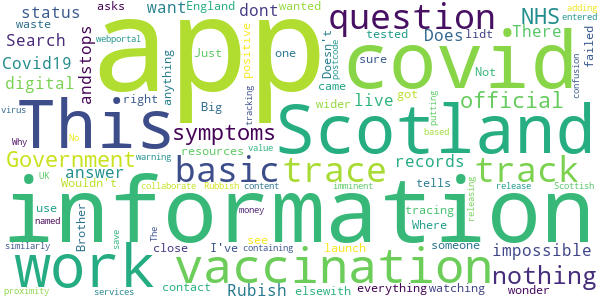 status asks waste England wanted dont want NHS adding entered
Search andstops webportal app question Does tested lidt There failed
Covid19 digital Just positive one Doesn't postcode covid came sure Not confusion
This right anything Big symptoms live official
virus Why No Government tracking Scotland wider got putting based
UK warning answer basic resources trace records track
Wouldn't value collaborate Rubbish content imminent tells release Scottish
information
use named Brother money The containing I've see launch tracing Where someone releasing
work similarly save close vaccination impossible nothing
proximity services contact Rubish elsewith everything watching wonder